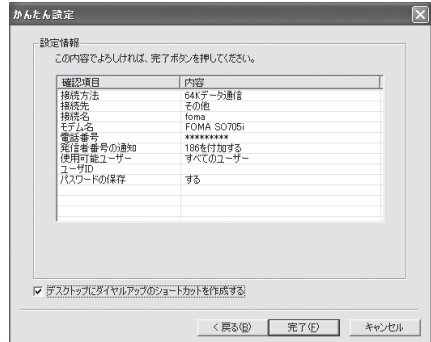 かんたん設定
設定情報
この内容でよろしければ、完了ボタンを押してください。
確認項目 内容
接続方法 64Kデータ通信
接続先 その他
接続名 foma
モデム名 FOMA SO705i
電話番号 *********
発信者番号の通知 186を付加する
使用可能ユーザー すべてのユーザー
ユーザID
パスワードの保存 する
デスクトップにダイヤルアップのショートカットを作成する
< 戻る(B) 完了(F) キャンセル